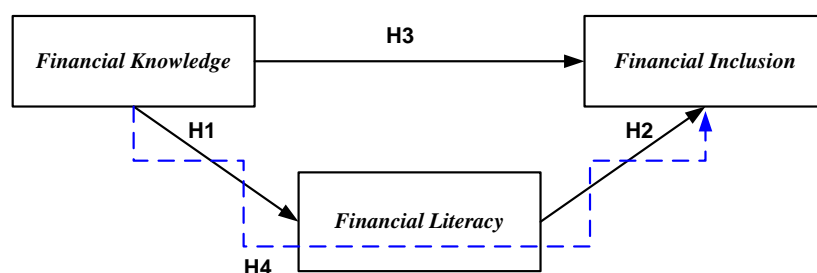 H3
Financial Knowledge
Financial Inclusion
H1
H2
Financial Literacy
H4